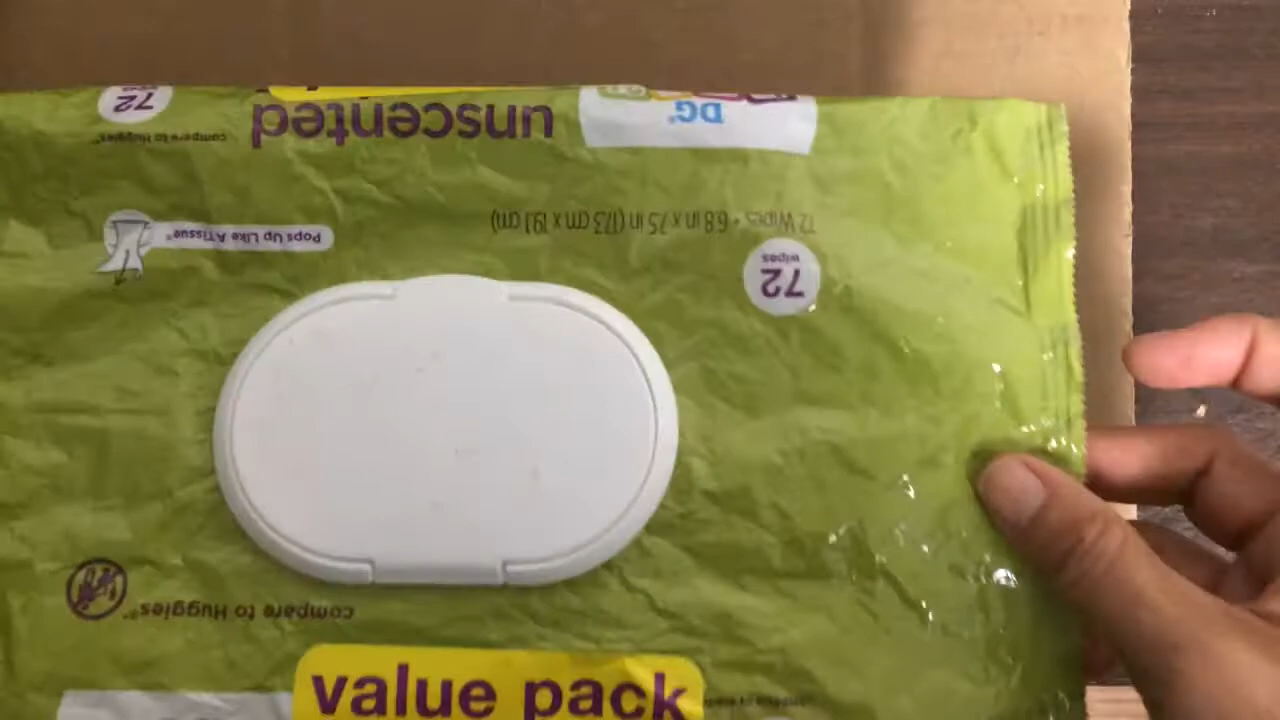 72
compare to Huggies®
unscented
DG®
Pops Up Like A Tissue®
72 Wipes • 6.8 in x 7.5 in (17.3 cm x 19.1 cm)
72
wipes
compare to Huggies®
value pack